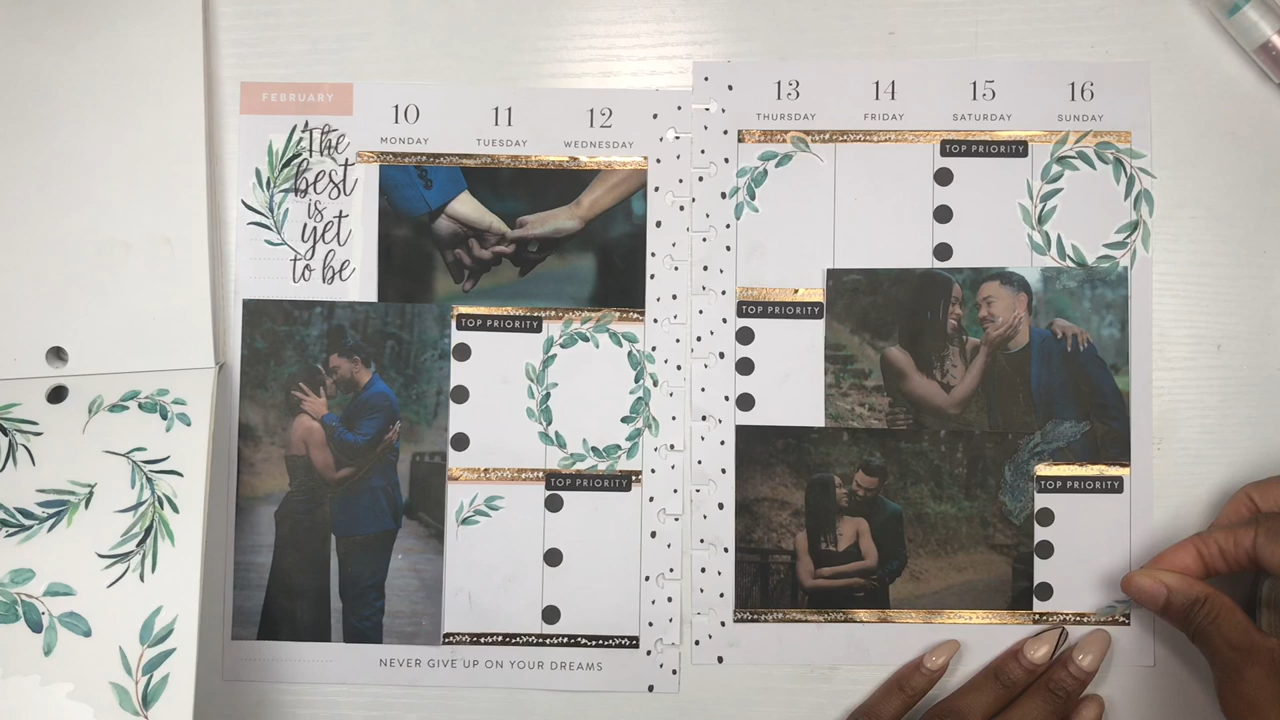 FEBRUARY
The
best
is
yet
to be
10
MONDAY
11
TUESDAY
12
WEDNESDAY
TOP PRIORITY
TOP PRIORITY
NEVER GIVE UP ON YOUR DREAMS
13
THURSDAY
14
FRIDAY
15
SATURDAY
16
SUNDAY
TOP PRIORITY
TOP PRIORITY
TOP PRIORITY